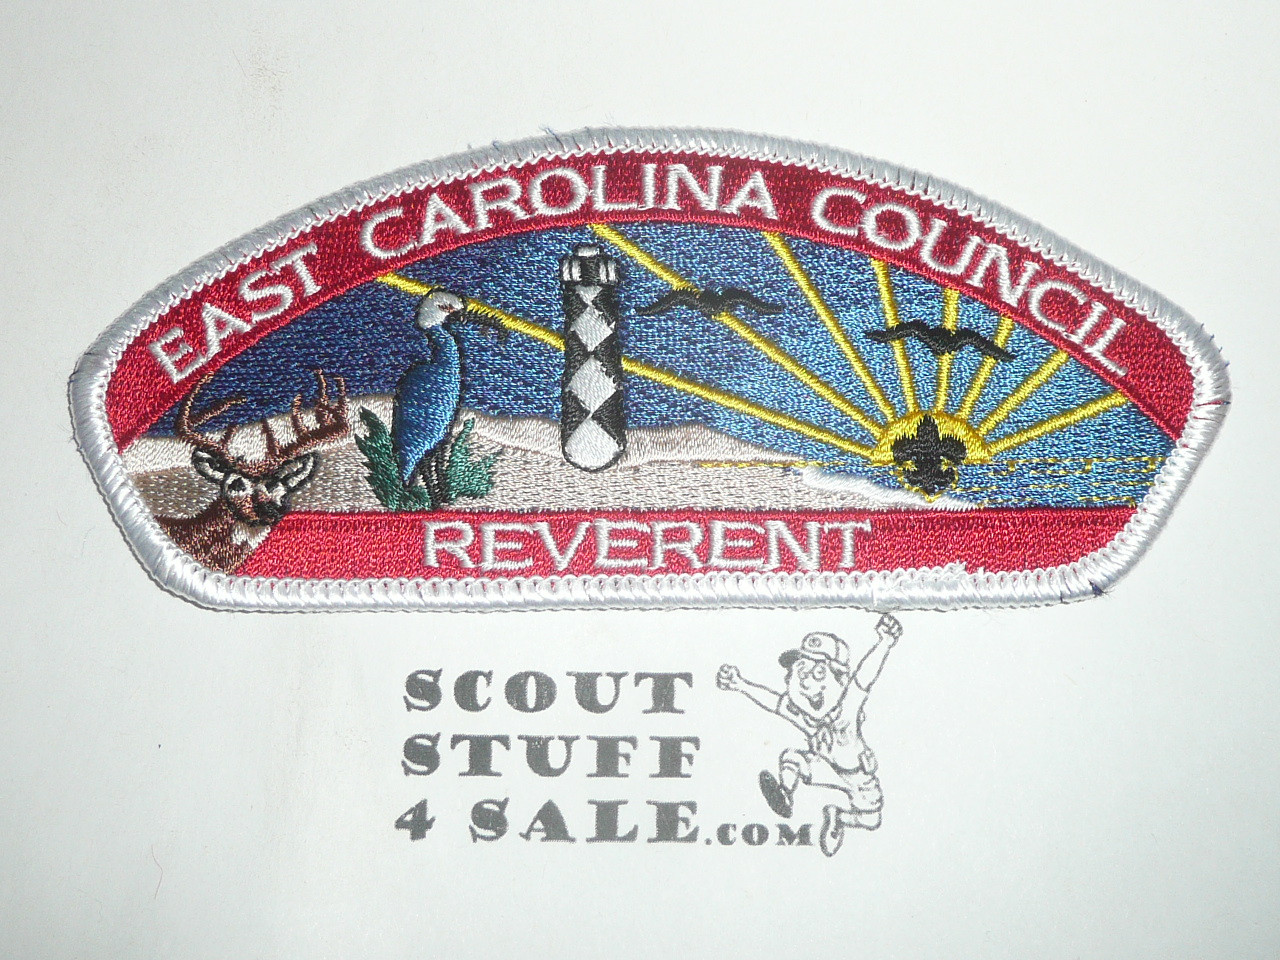 EAST CAROLINA COUNCIL
REVERENT
SCOUT
STUFF
4 SALE.COM